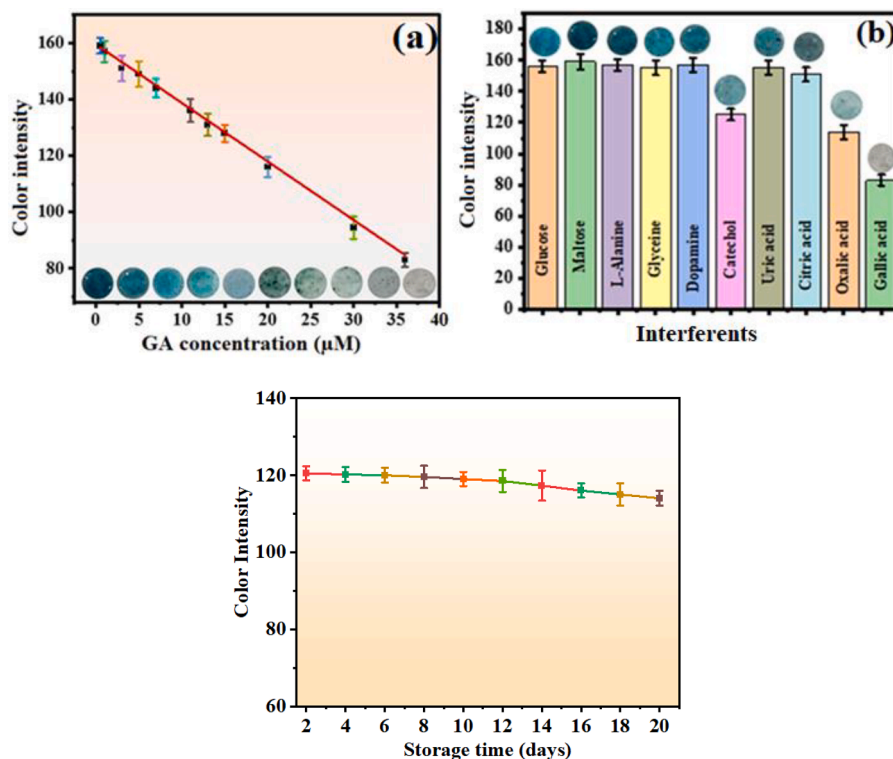 (a)
160
140
120
100
80
Color intensity
0 5 10 15 20 25 30 35 40
GA concentration (µM)
(b)
180
160
140
120
100
80
60
40
20
0
Color intensity
Glucose
Maltose
L-Alanine
Glyceine
Dopamine
Catechol
Uric acid
Citric acid
Oxalic acid
Gallic acid
Interferents
140
120
100
80
60
Color Intensity
2 4 6 8 10 12 14 16 18 20
Storage time (days)